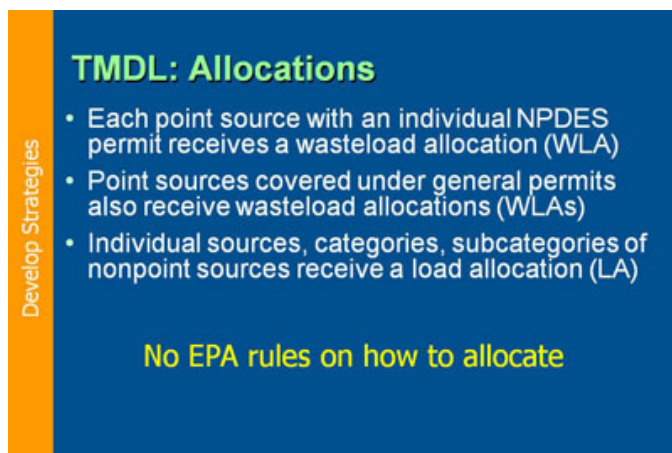 TMDL: Allocations
• Each point source with an individual NPDES
permit receives a wasteload allocation (WLA)
• Point sources covered under general permits
also receive wasteload allocations (WLAs)
• Individual sources, categories, subcategories of
nonpoint sources receive a load allocation (LA)
No EPA rules on how to allocate
Develop Strategies